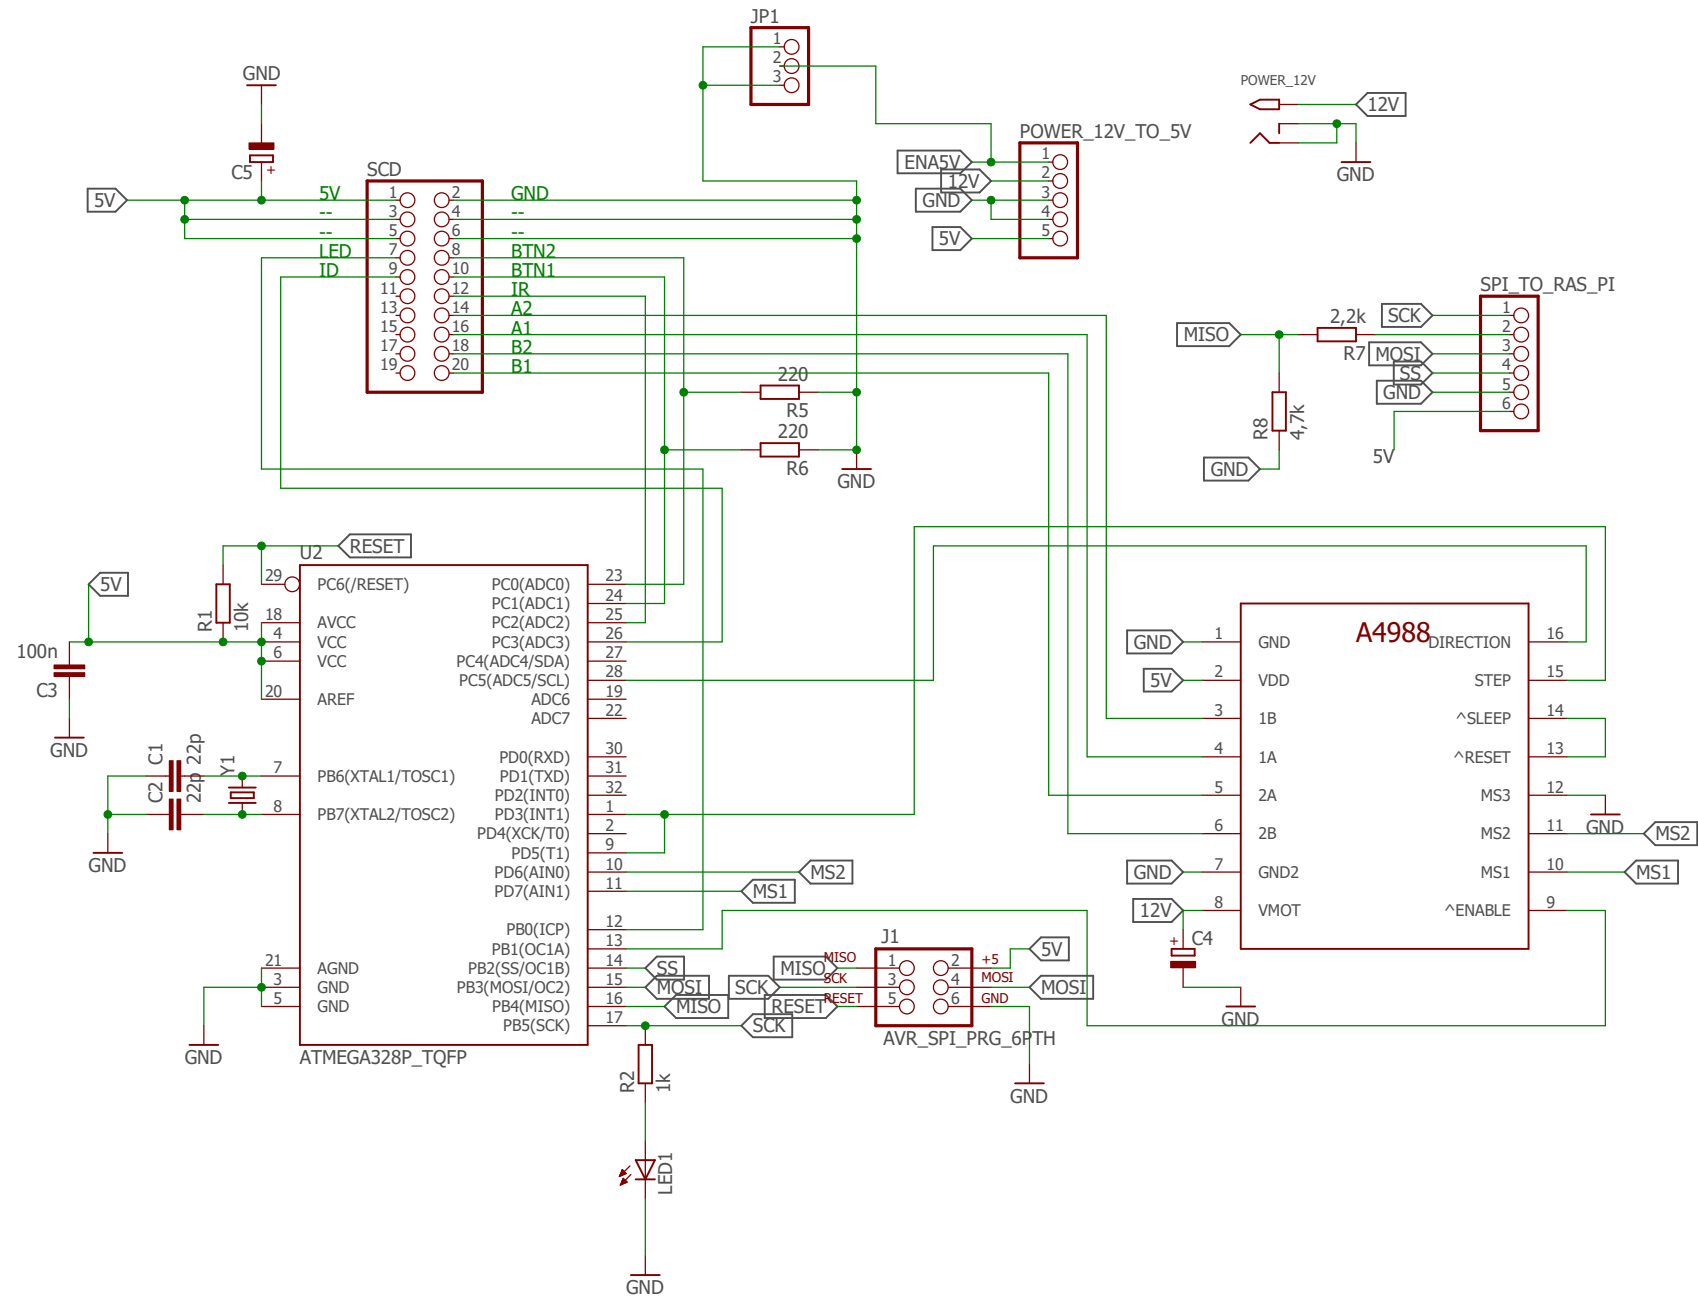 JP1
1
2
3
GND
C5
+
SCD
5V
5V 1 2 GND
-- 3 4 --
-- 5 6 --
LED 7 8 BTN2
ID 9 10 BTN1
11 12 IR
13 14 A2
15 16 A1
17 18 B2
19 20 B1
POWER_12V_TO_5V
ENA5V 1
12V 2
GND 3
4
5V 5
POWER_12V
12V
GND
SPI_TO_RAS_PI
SCK 1
MISO 2,2k 2
R7 MOSI 3
SS 4
GND 5
6
R8
4,7k
GND
5V
220
R5
220
R6
GND
RESET
U2
5V
R1
10k
100n
C3
GND
29 PC6(/RESET)
18 AVCC
4 VCC
6 VCC
20 AREF
C1 22p
C2 22p
Y1
GND
7 PB6(XTAL1/TOSC1)
8 PB7(XTAL2/TOSC2)
21 AGND
3 GND
5 GND
GND
ATMEGA328P_TQFP
PC0(ADC0) 23
PC1(ADC1) 24
PC2(ADC2) 25
PC3(ADC3) 26
PC4(ADC4/SDA) 27
PC5(ADC5/SCL) 28
ADC6 19
ADC7 22
PD0(RXD) 30
PD1(TXD) 31
PD2(INT0) 32
PD3(INT1) 1
PD4(XCK/T0) 2
PD5(T1) 9
PD6(AIN0) 10 MS2
PD7(AIN1) 11 MS1
PB0(ICP) 12
PB1(OC1A) 13
PB2(SS/OC1B) 14 SS
PB3(MOSI/OC2) 15 MOSI
PB4(MISO) 16 MISO
PB5(SCK) 17 SCK
R2
1k
LED1
GND
J1
5V
MISO MISO 1 2 +5
SCK SCK 3 4 MOSI MOSI
RESET RESET 5 6 GND
AVR_SPI_PRG_6PTH
GND
A4988
GND 1 GND
5V 2 VDD
3 1B
4 1A
5 2A
6 2B
GND 7 GND2
12V 8 VMOT
+
C4
GND
DIRECTION 16
STEP 15
^SLEEP 14
^RESET 13
MS3 12
GND
MS2 11 MS2
MS1 10 MS1
^ENABLE 9